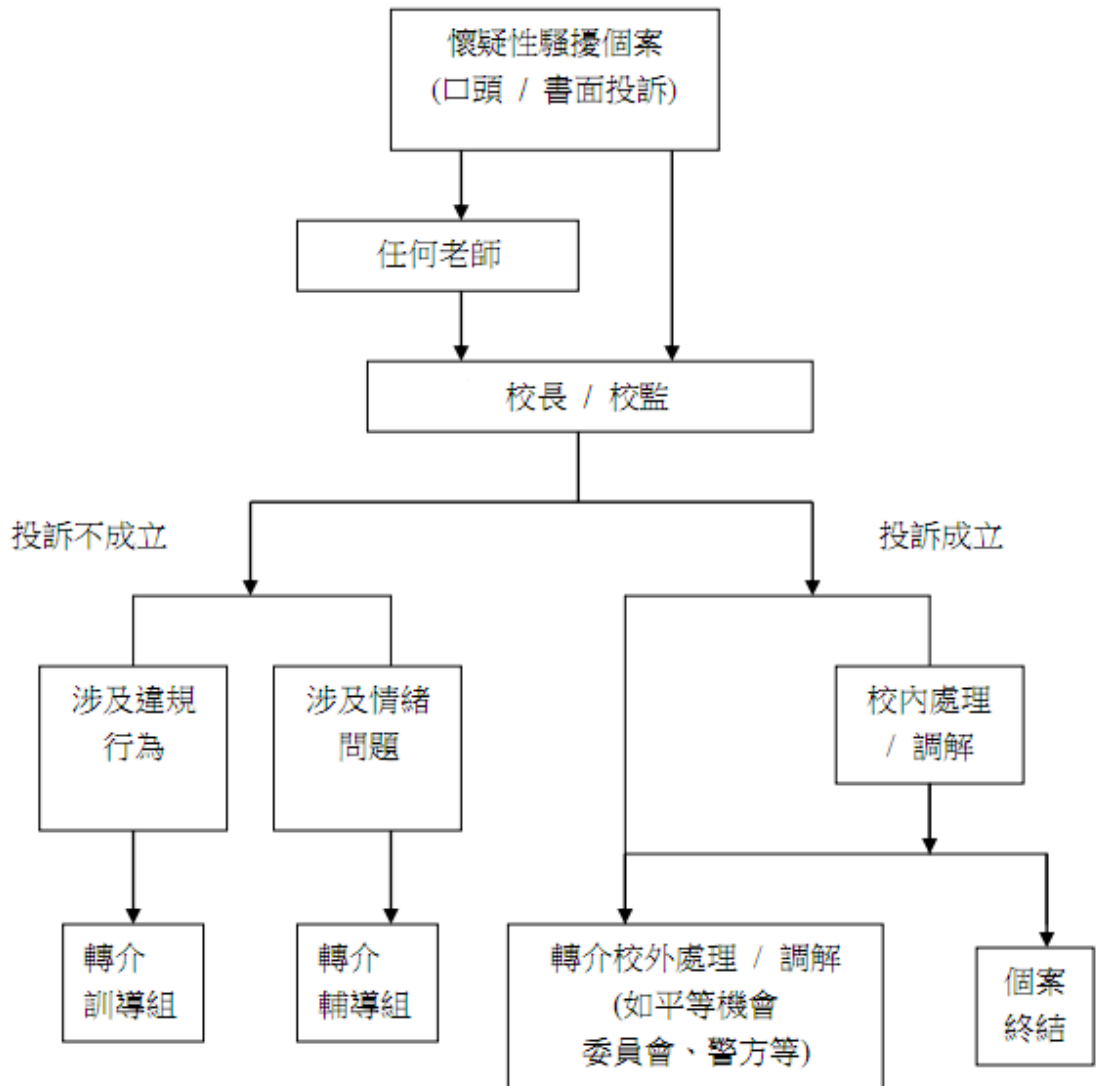 懷疑性騷擾個案
(口頭 / 書面投訴)
任何老師
校長 / 校監
投訴不成立
投訴成立
涉及違規
行為
涉及情緒
問題
校內處理
/ 調解
轉介
訓導組
轉介
輔導組
轉介校外處理 / 調解
(如平等機會
委員會、警方等)
個案
終結